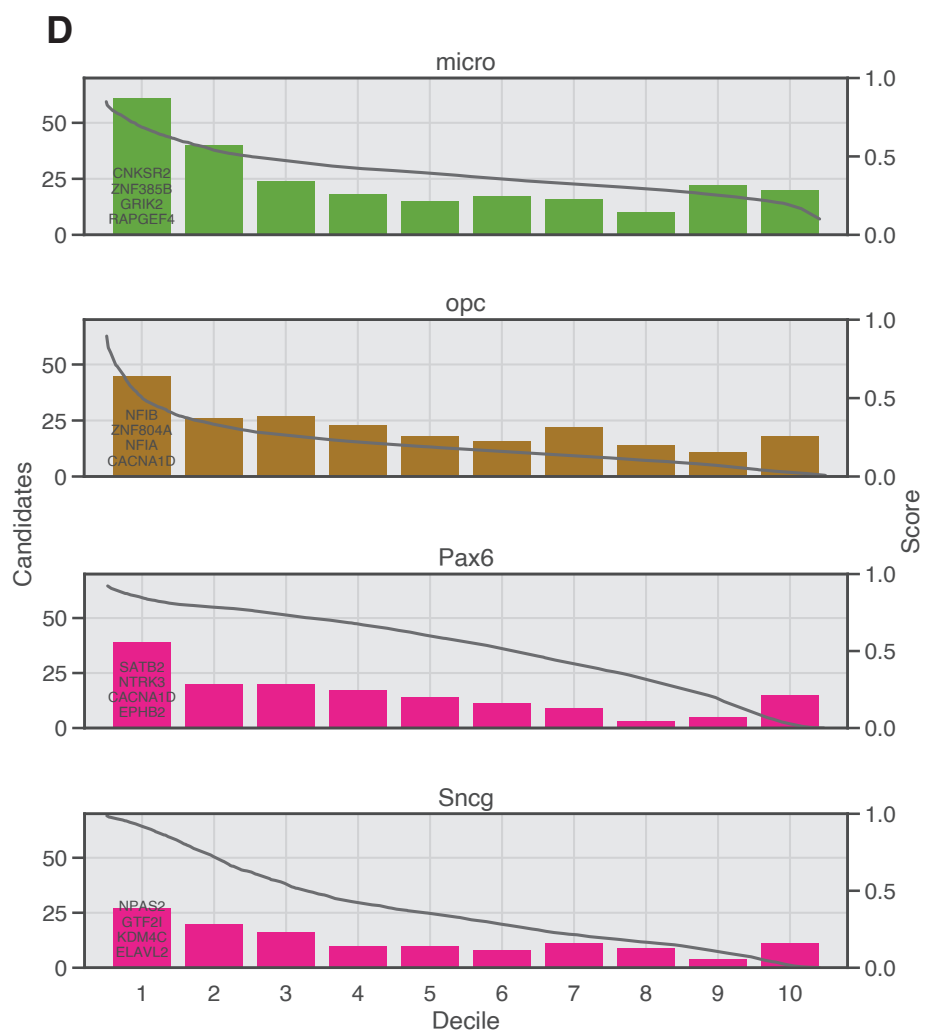 D
micro
50
25
0
1.0
0.5
0.0
CNKSR2
ZNF385B
GRIK2
RAPGEF4
opc
50
25
0
1.0
0.5
0.0
NFIB
ZNF804A
NFIA
CACNA1D
Candidates
Score
Pax6
50
25
0
1.0
0.5
0.0
SATB2
NTRK3
CACNA1D
EPHB2
Sncg
50
25
0
1.0
0.5
0.0
NPAS2
GTF2I
KDM4C
ELAVL2
1 2 3 4 5 6 7 8 9 10
Decile